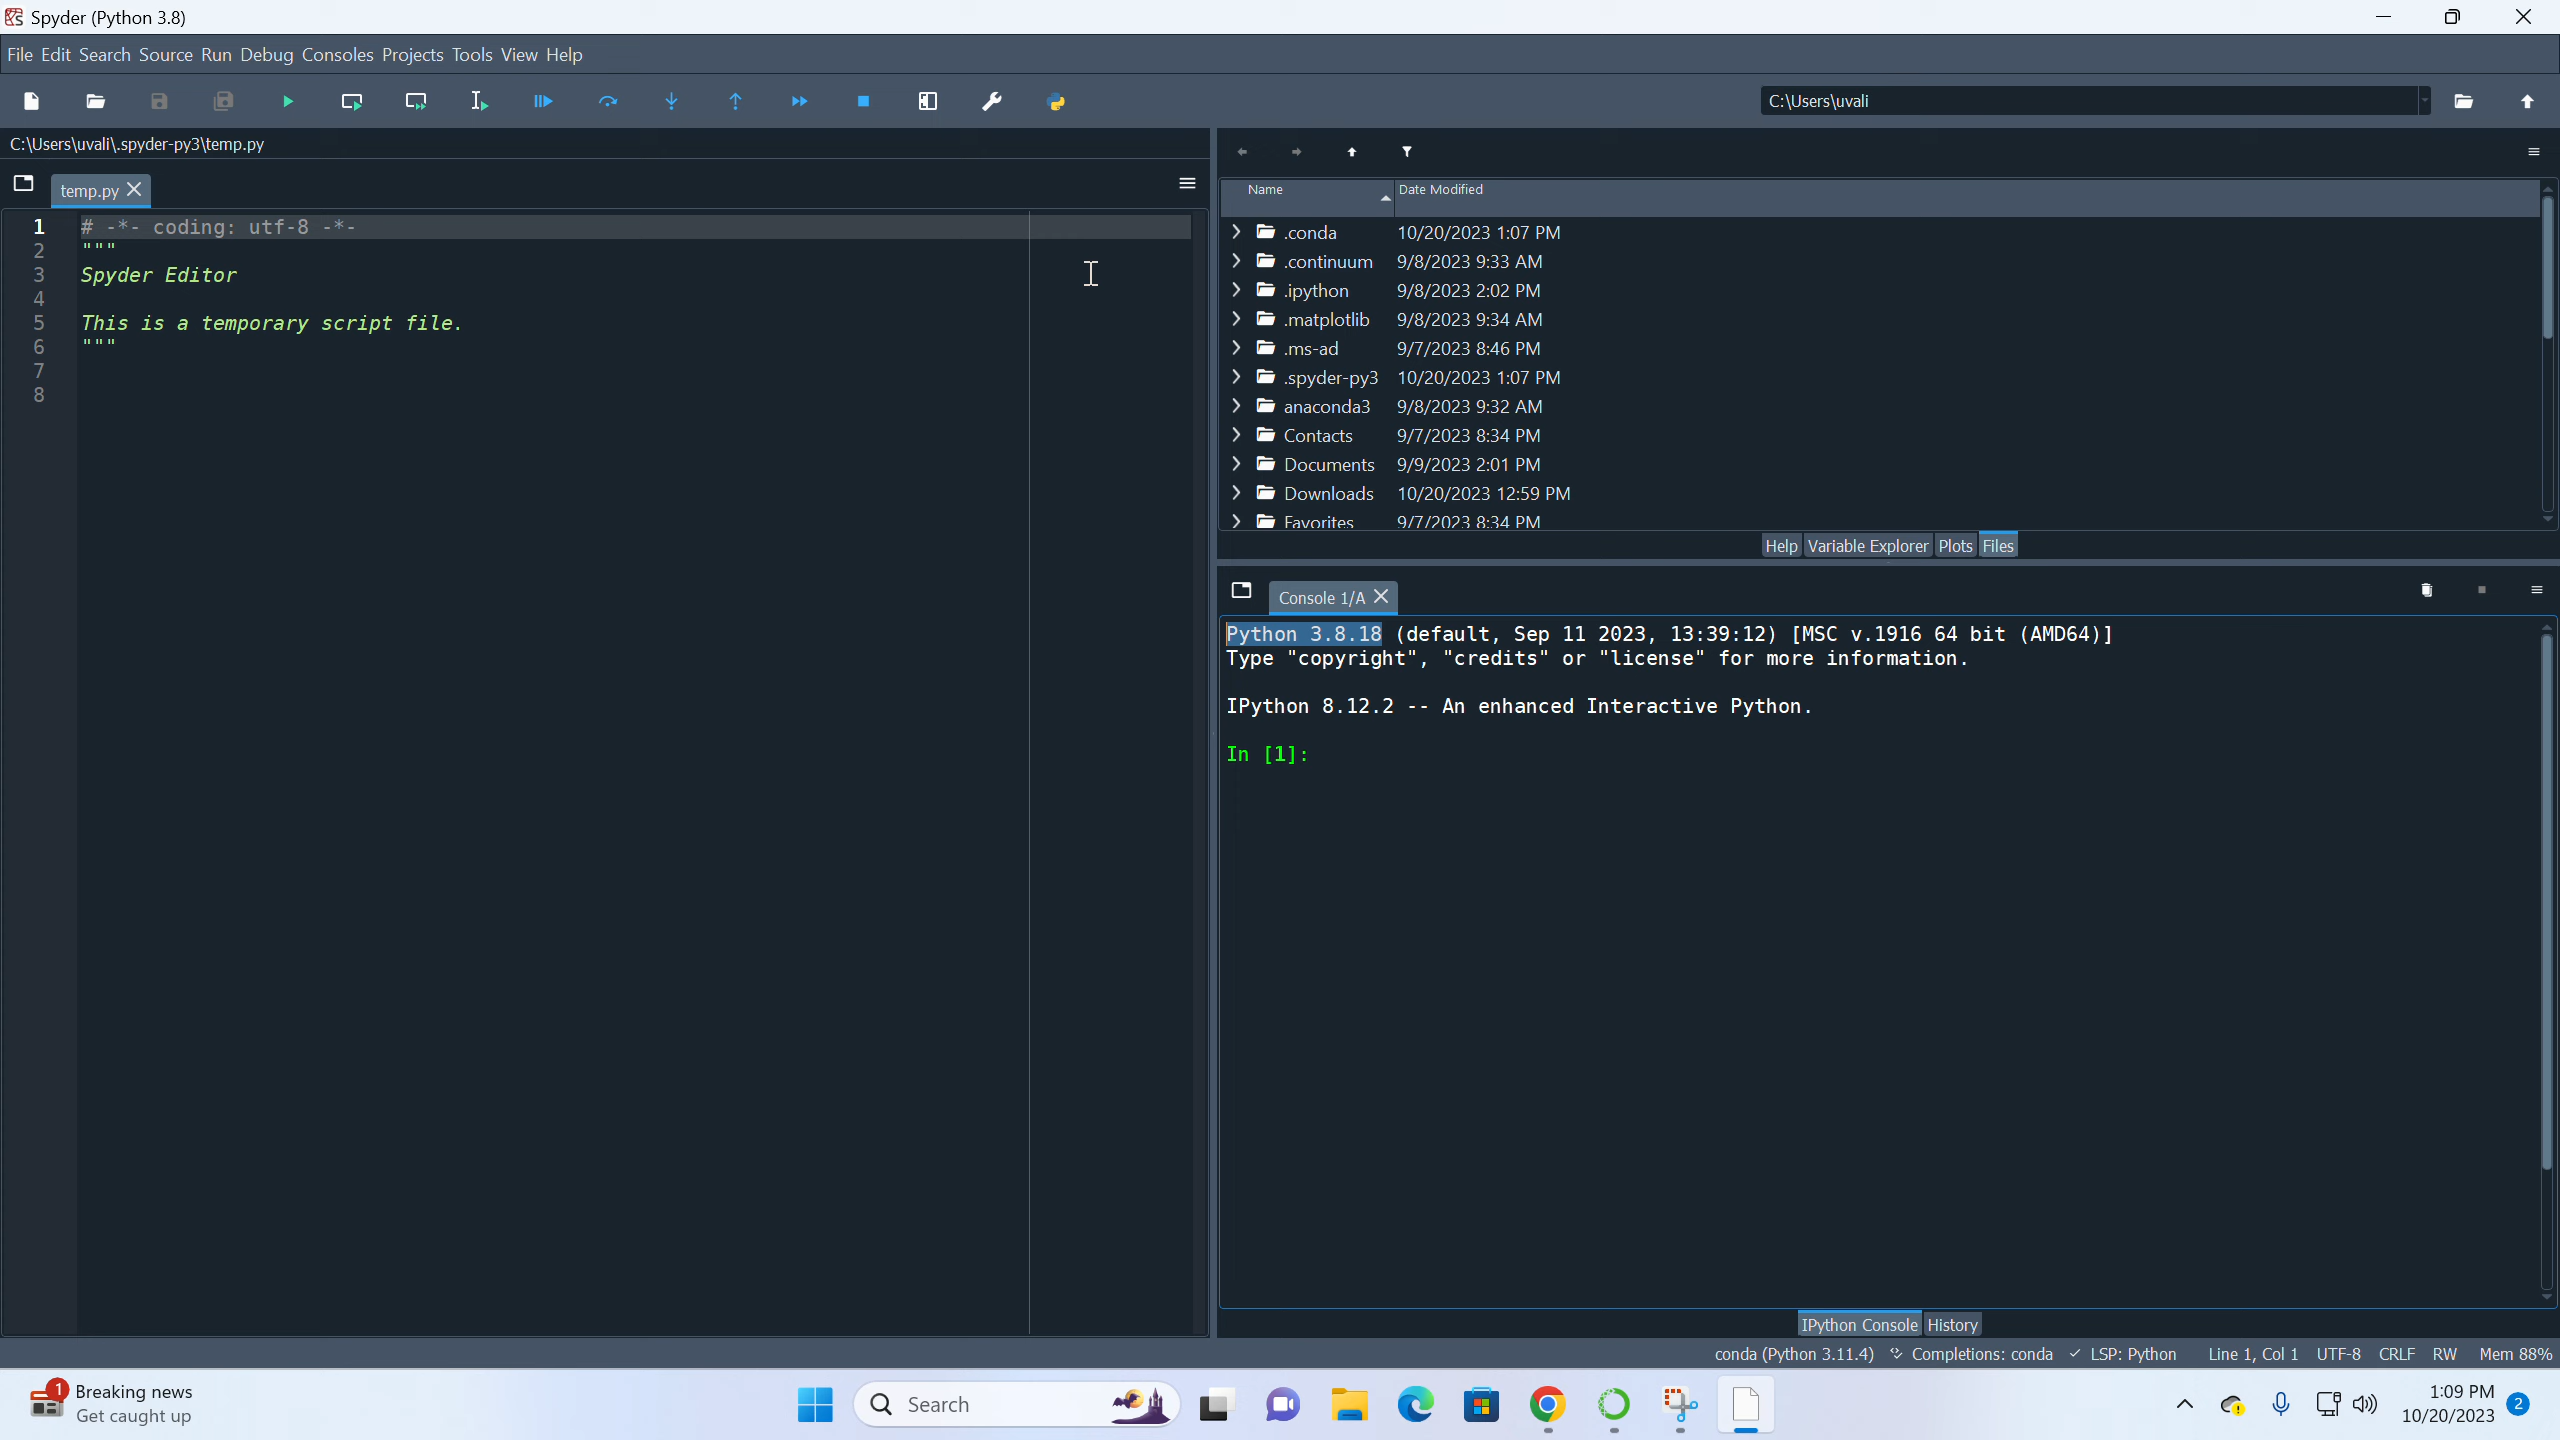 Spyder (Python 3.8)
File Edit Search Source Run Debug Consoles Projects Tools View Help
C:\Users\uvali
C:\Users\uvali\.spyder-py3\temp.py
temp.py
1 # -*- coding: utf-8 -*-
2 """
3 Spyder Editor
4
5 This is a temporary script file.
6 """
7
8
Name Date Modified
.conda 10/20/2023 1:07 PM
.continuum 9/8/2023 9:33 AM
.ipython 9/8/2023 2:02 PM
.matplotlib 9/8/2023 9:34 AM
.ms-ad 9/7/2023 8:46 PM
.spyder-py3 10/20/2023 1:07 PM
anaconda3 9/8/2023 9:32 AM
Contacts 9/7/2023 8:34 PM
Documents 9/9/2023 2:01 PM
Downloads 10/20/2023 12:59 PM
Favorites 9/7/2023 8:34 PM
Help Variable Explorer Plots Files
Console 1/A
Python 3.8.18 (default, Sep 11 2023, 13:39:12) [MSC v.1916 64 bit (AMD64)]
Type "copyright", "credits" or "license" for more information.
IPython 8.12.2 -- An enhanced Interactive Python.
In [1]:
IPython Console History
conda (Python 3.11.4) Completions: conda LSP: Python Line 1, Col 1 UTF-8 CRLF RW Mem 88%
1 Breaking news
Get caught up
Search
1:09 PM
10/20/2023
2